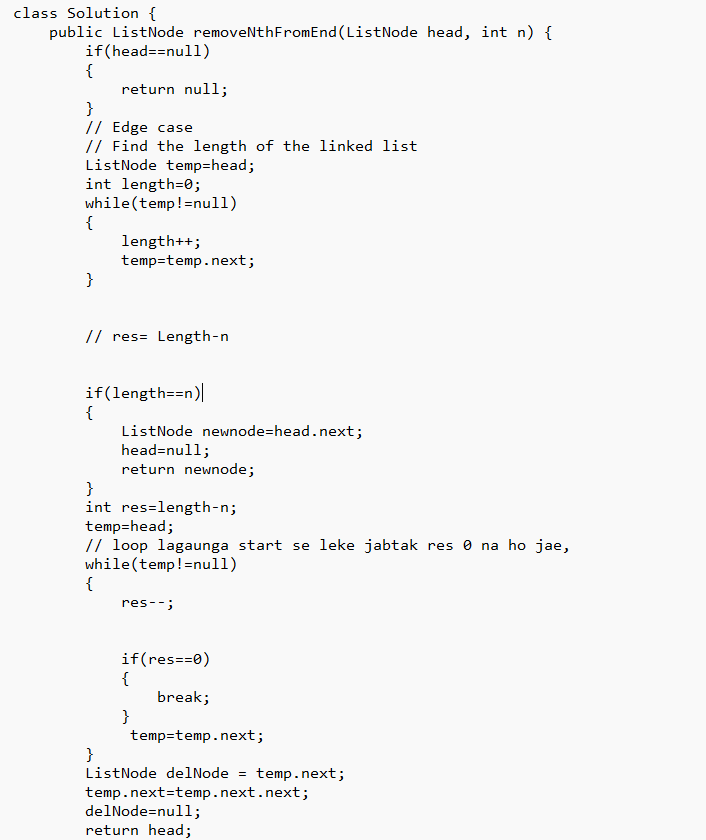 class Solution {
    public ListNode removeNthFromEnd(ListNode head, int n) {
        if(head==null)
        {
            return null;
        }
        // Edge case
        // Find the length of the linked list
        ListNode temp=head;
        int length=0;
        while(temp!=null)
        {
            length++;
            temp=temp.next;
        }
        // res= Length-n
        if(length==n)
        {
            ListNode newnode=head.next;
            head=null;
            return newnode;
        }
        int res=length-n;
        temp=head;
        // loop lagaunga start se leke jabtak res 0 na ho jae,
        while(temp!=null)
        {
            res--;
            if(res==0)
            {
                break;
            }
             temp=temp.next;
        }
        ListNode delNode = temp.next;
        temp.next=temp.next.next;
        delNode=null;
        return head;